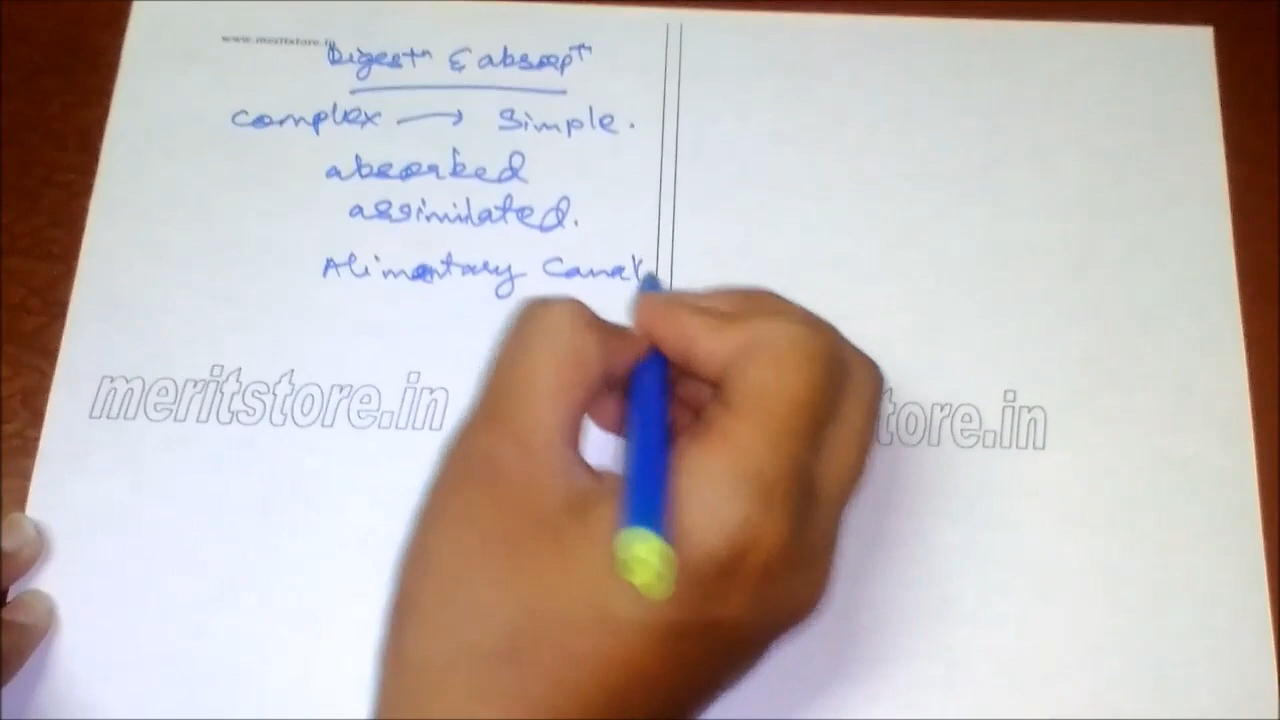 www.meritstore.in
Digestⁿ & absorpⁿ
Complex → Simple.
absorbed
assimilated.
Alimentary Canal
meritstore.in
tore.in